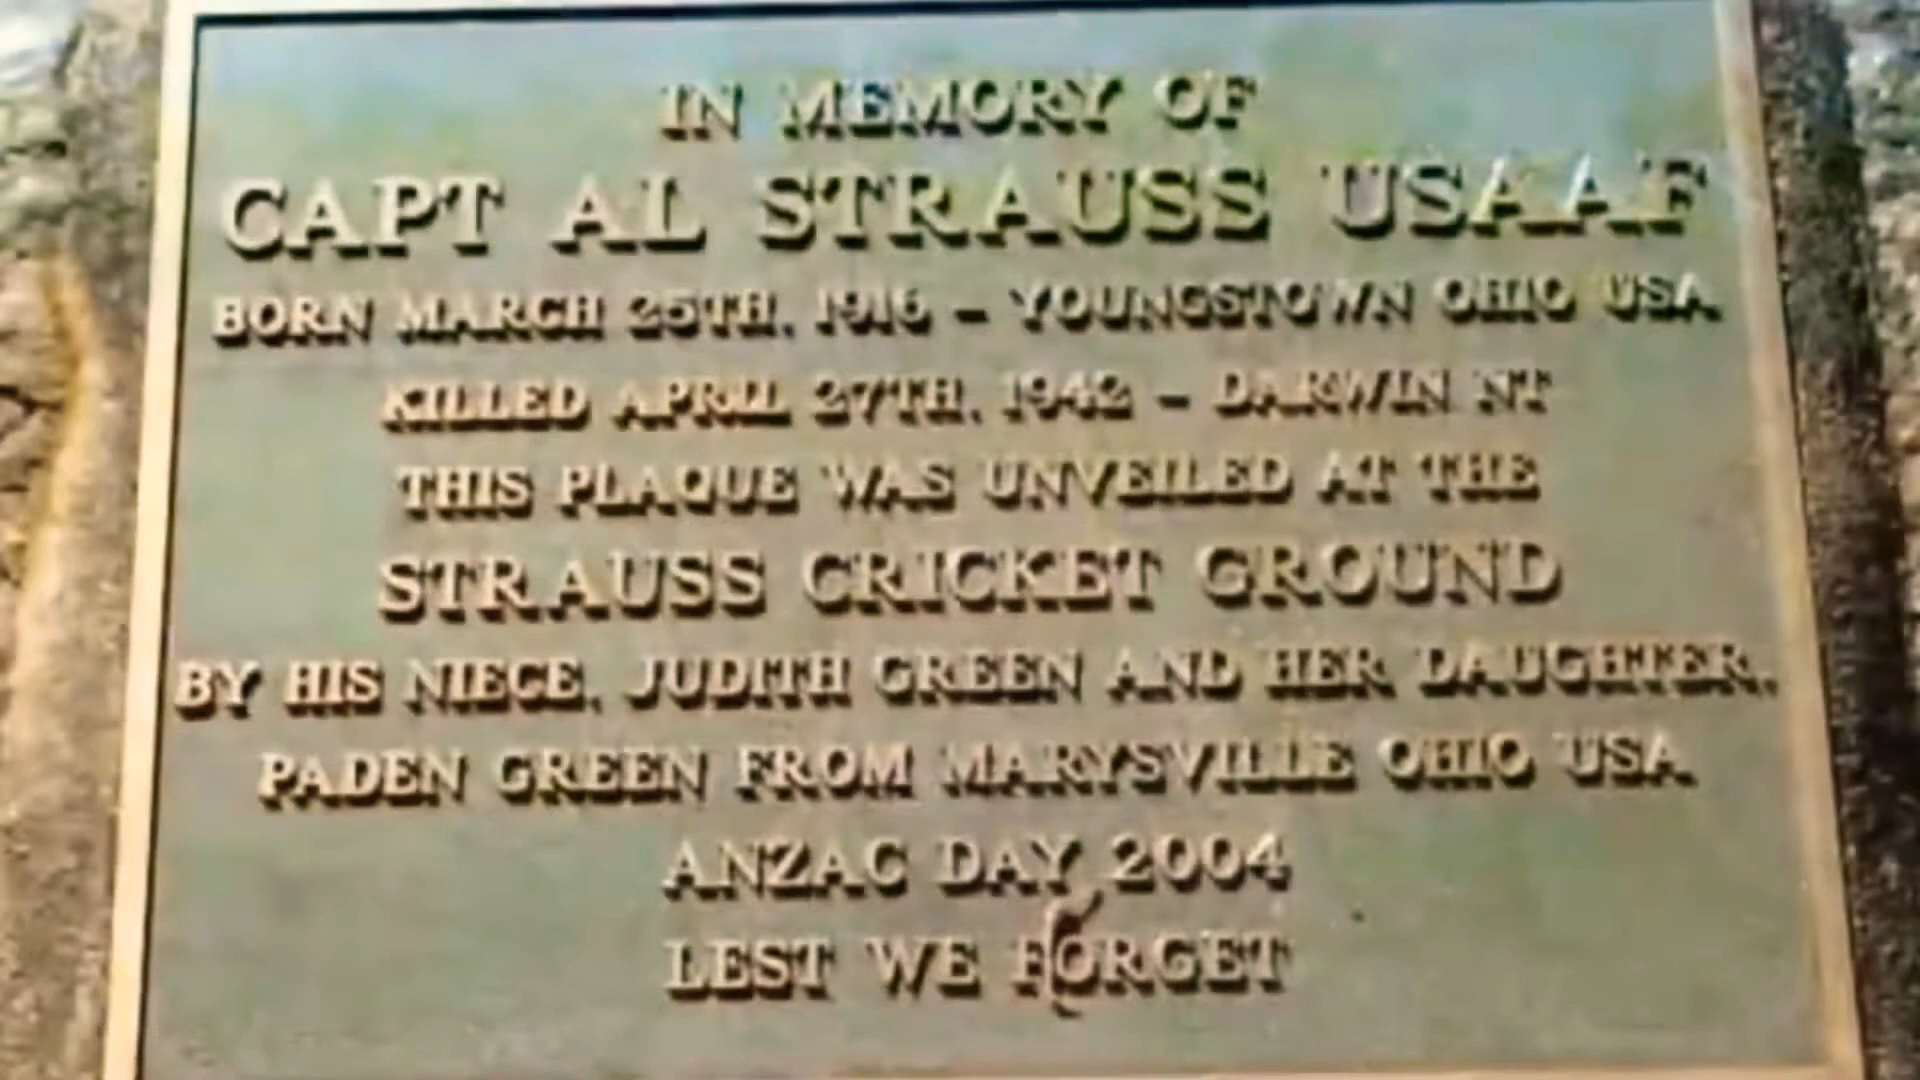 IN MEMORY OF
CAPT AL STRAUSS USAAF
BORN MARCH 25TH, 1916 – YOUNGSTOWN OHIO USA
KILLED APRIL 27TH, 1942 – DARWIN NT
THIS PLAQUE WAS UNVEILED AT THE
STRAUSS CRICKET GROUND
BY HIS NIECE, JUDITH GREEN AND HER DAUGHTER,
PADEN GREEN FROM MARYSVILLE OHIO USA
ANZAC DAY 2004
LEST WE FORGET